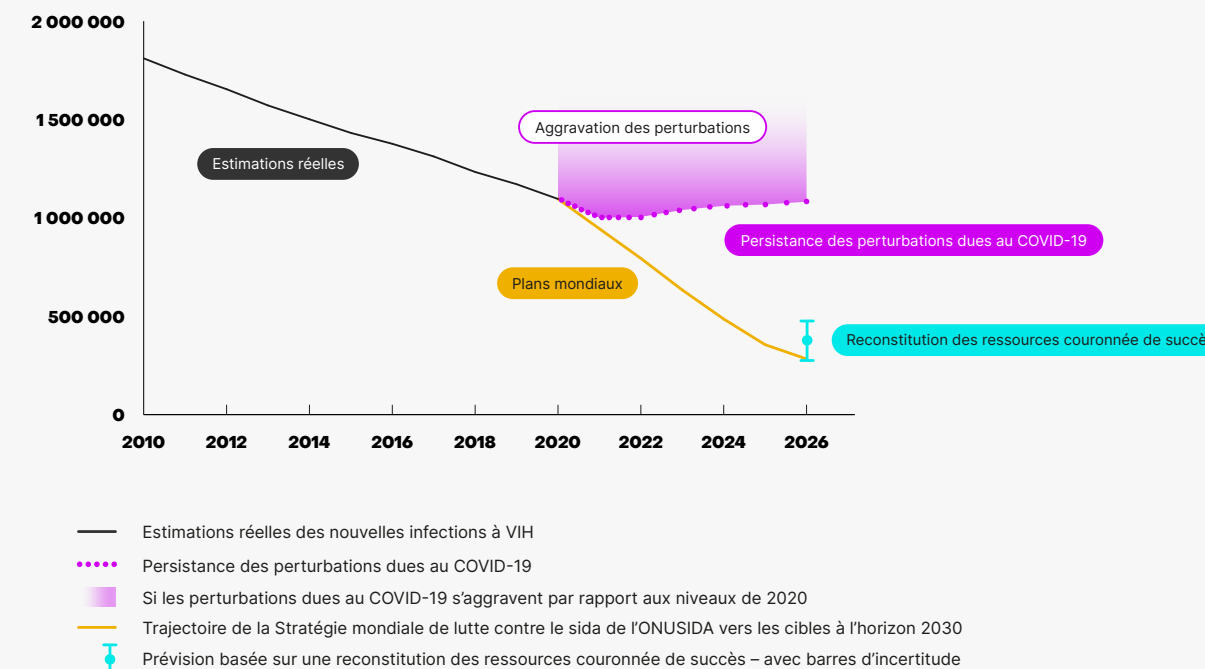 2 000 000
1 500 000
Aggravation des perturbations
Estimations réelles
1 000 000
Persistance des perturbations dues au COVID-19
Plans mondiaux
500 000
Reconstitution des ressources couronnée de succè
0
2010 2012 2014 2016 2018 2020 2022 2024 2026
Estimations réelles des nouvelles infections à VIH
Persistance des perturbations dues au COVID-19
Si les perturbations dues au COVID-19 s’aggravent par rapport aux niveaux de 2020
Trajectoire de la Stratégie mondiale de lutte contre le sida de l’ONUSIDA vers les cibles à l’horizon 2030
Prévision basée sur une reconstitution des ressources couronnée de succès – avec barres d’incertitude